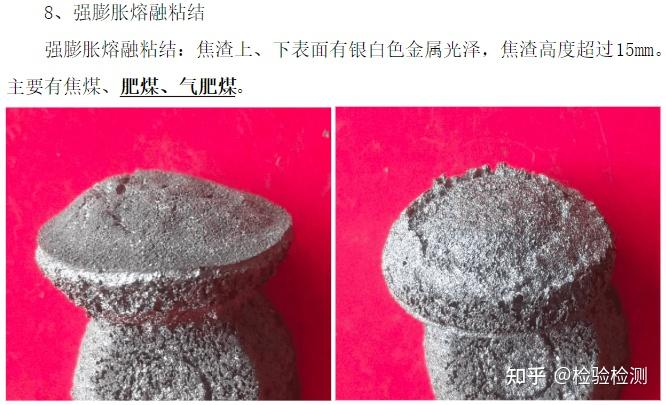 8、强膨胀熔融粘结
强膨胀熔融粘结：焦渣上、下表面有银白色金属光泽，焦渣高度超过15mm。
主要有焦煤、肥煤、气肥煤。
知乎 @检验检测